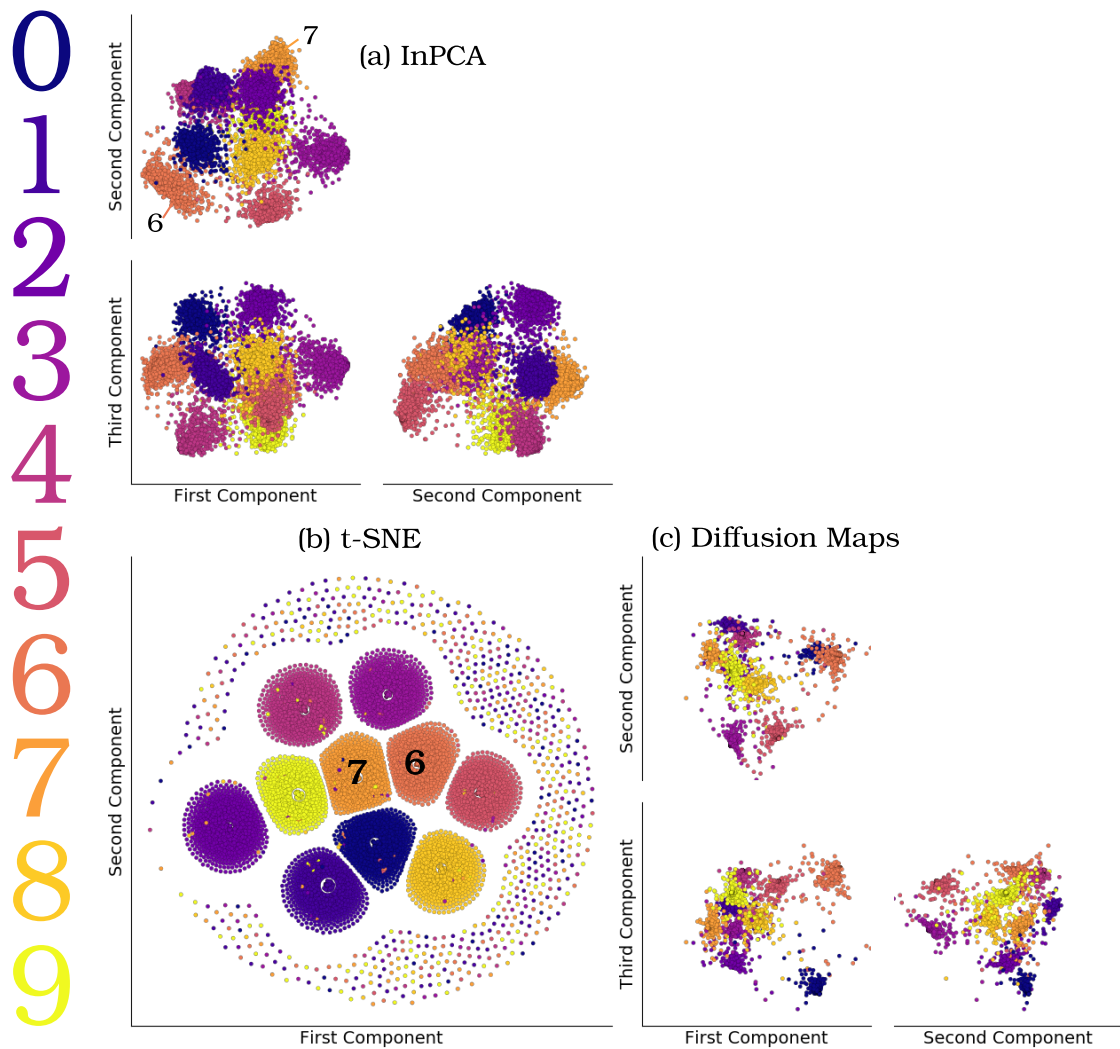 0
1
2
3
4
5
6
7
8
9
(a) InPCA
7
6
Second Component
Third Component
First Component
Second Component
(b) t-SNE
7
6
Second Component
First Component
(c) Diffusion Maps
Second Component
Third Component
First Component
Second Component